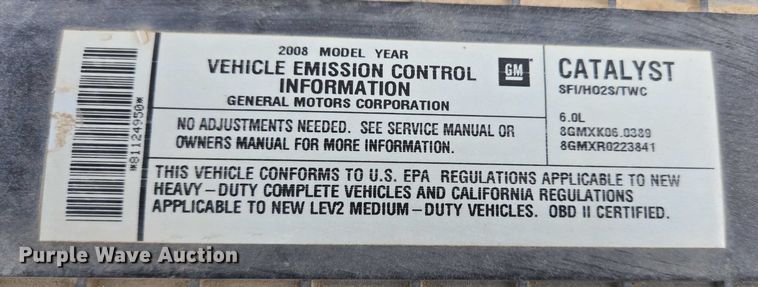 2008 MODEL YEAR
VEHICLE EMISSION CONTROL
INFORMATION
GENERAL MOTORS CORPORATION
GM
NO ADJUSTMENTS NEEDED. SEE SERVICE MANUAL OR
OWNERS MANUAL FOR MORE INFORMATION.
CATALYST
SFI/HO2S/TWC
6.0L
8GMXK06.0389
8GMXR0223841
THIS VEHICLE CONFORMS TO U.S. EPA REGULATIONS APPLICABLE TO NEW
HEAVY-DUTY COMPLETE VEHICLES AND CALIFORNIA REGULATIONS
APPLICABLE TO NEW LEV2 MEDIUM-DUTY VEHICLES. OBD II CERTIFIED.
*81124950*
Purple Wave Auction